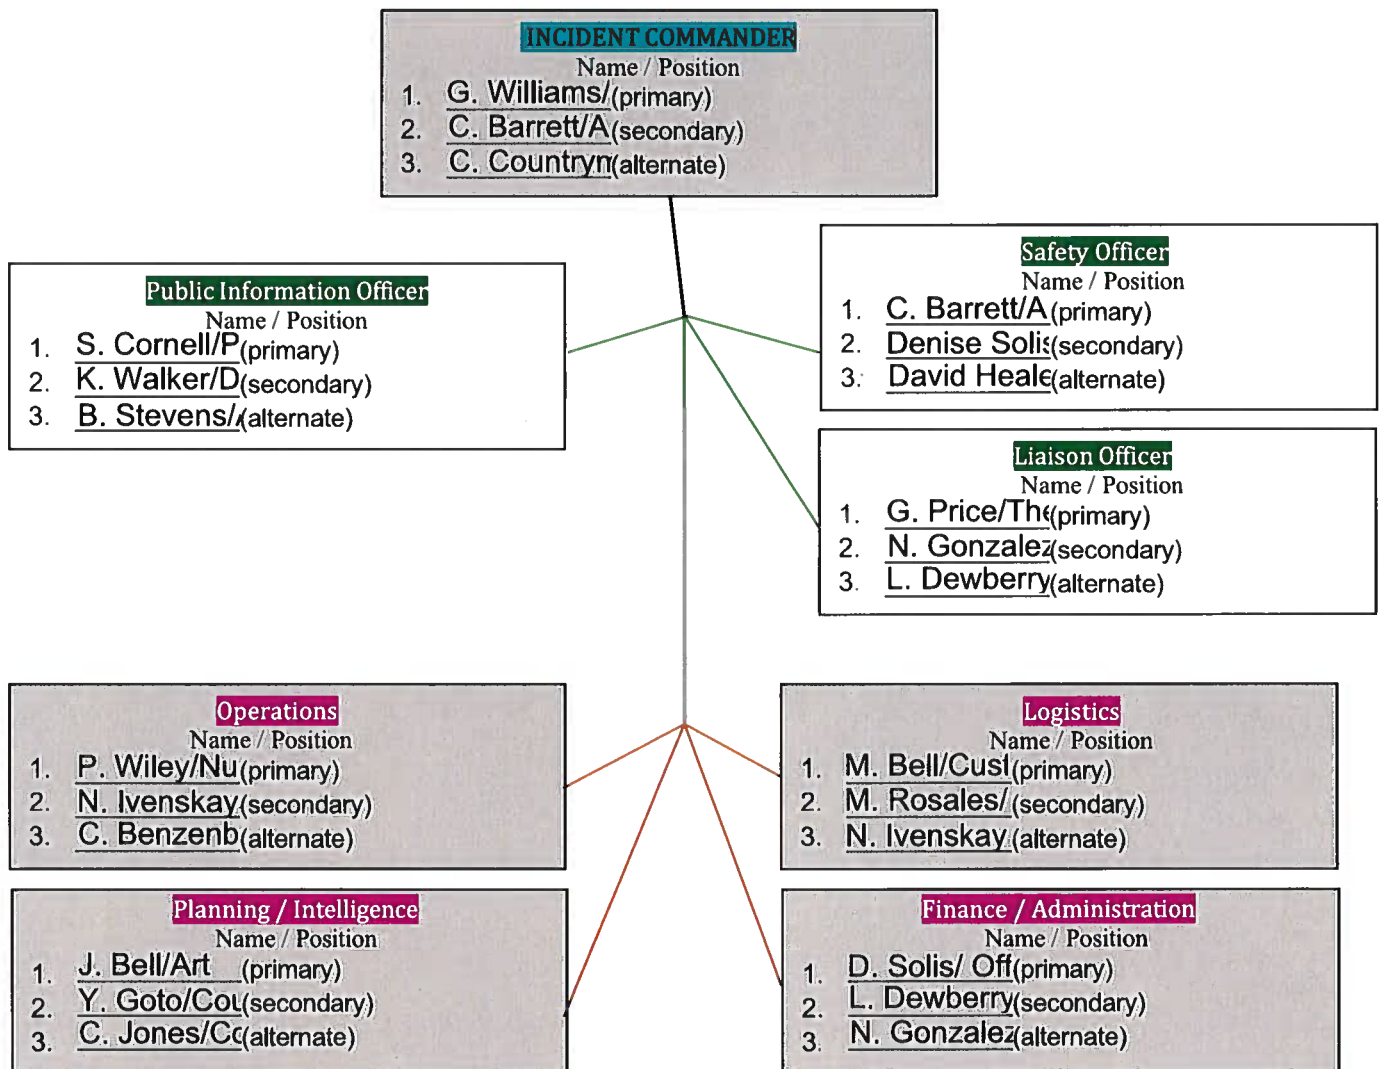 INCIDENT COMMANDER
Name / Position
1. G. Williams/ (primary)
2. C. Barrett/A (secondary)
3. C. (alternate)
Public Information Officer
Name / Position
1. S. Cornell/P (primary)
2. K. Walker/D (secondary)
3. B. Stevens/ (alternate)
Safety Officer
Name / Position
1. C. Barrett/A (primary)
2. Denise Solis (secondary)
3. David Heale (alternate)
Liaison Officer
Name / Position
1. G. Price/The (primary)
2. N. Gonzalez (secondary)
3. L. Dewberry (alternate)
Operations
Name / Position
1. P. Wiley/Nu (primary)
2. N. Ivenskay (secondary)
3. C. Benzenb (alternate)
Logistics
Name / Position
1. M. Bell/Cust (primary)
2. M. Rosales/ (secondary)
3. N. Ivenskay (alternate)
Planning / Intelligence
Name / Position
1. J. Bell/Art (primary)
2. Y. Goto/Cou (secondary)
3. C. Jones/Co (alternate)
Finance / Administration
Name / Position
1. D. Solis/ Off (primary)
2. L. Dewberry (secondary)
3. N. Gonzalez (alternate)